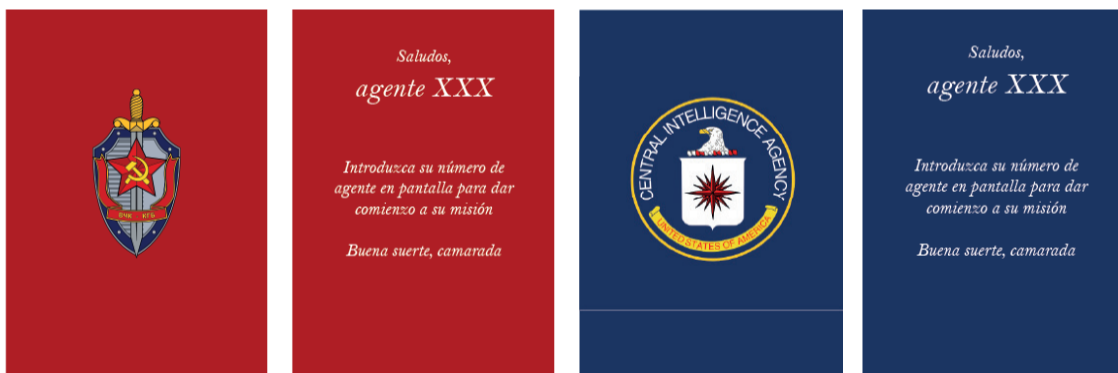 ВЧК КГБ
Saludos,
agente XXX
Introduzca su número de
agente en pantalla para dar
comienzo a su misión
Buena suerte, camarada
CENTRAL INTELLIGENCE AGENCY
UNITED STATES OF AMERICA
Saludos,
agente XXX
Introduzca su número de
agente en pantalla para dar
comienzo a su misión
Buena suerte, camarada